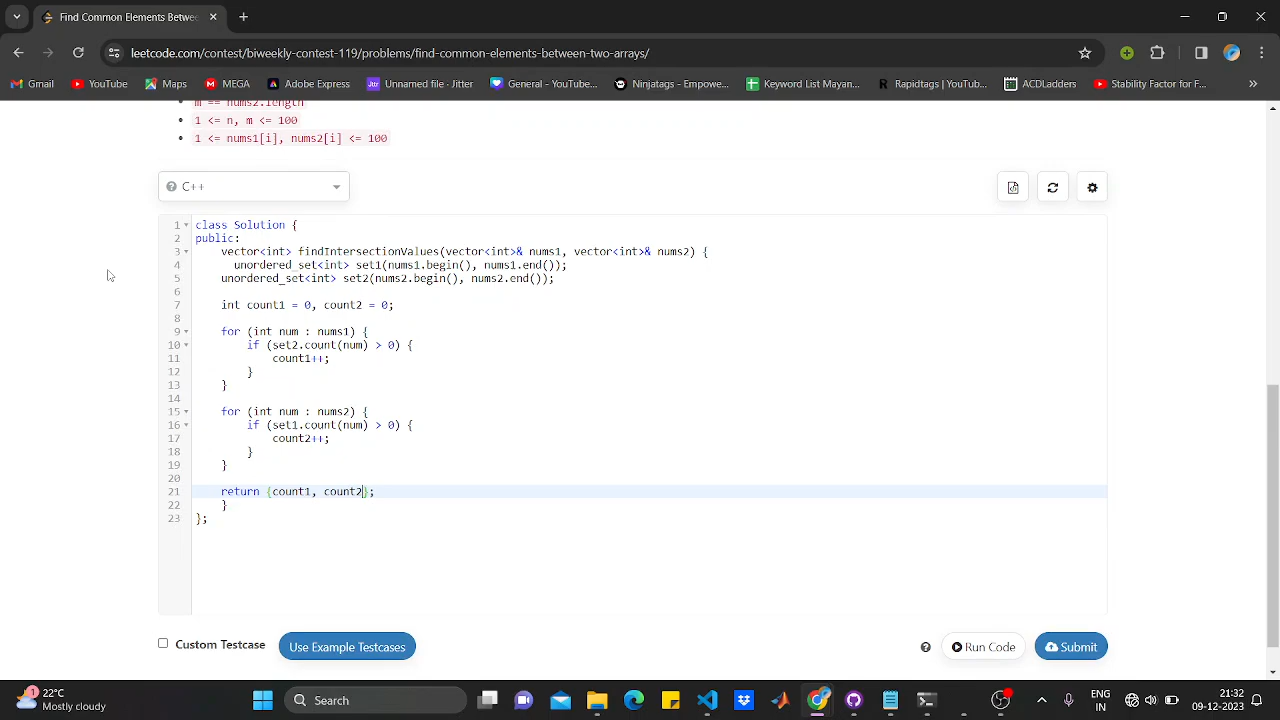 Find Common Elements Betwe
leetcode.com/contest/biweekly-contest-119/problems/find-common-elements-between-two-arrays/
Gmail YouTube Maps MEGA Adobe Express Unnamed file - Jitter General - YouTube... Ninjatags - Empowe... Keyword List Mayan... Rapidtags | YouTub... ACDLadders Stability Factor for F...
m == nums2.length
1 <= n, m <= 100
1 <= nums1[i], nums2[i] <= 100
C++
1 class Solution {
2 public:
3 vector<int> findIntersectionValues(vector<int>& nums1, vector<int>& nums2) {
4 unordered_set<int> set1(nums1.begin(), nums1.end());
5 unordered_set<int> set2(nums2.begin(), nums2.end());
6
7 int count1 = 0, count2 = 0;
8
9 for (int num : nums1) {
10 if (set2.count(num) > 0) {
11 count1++;
12 }
13 }
14
15 for (int num : nums2) {
16 if (set1.count(num) > 0) {
17 count2++;
18 }
19 }
20
21 return {count1, count2};
22 }
23 };
Custom Testcase Use Example Testcases Run Code Submit
1 22°C Search ENG 21:32
Mostly cloudy IN 09-12-2023